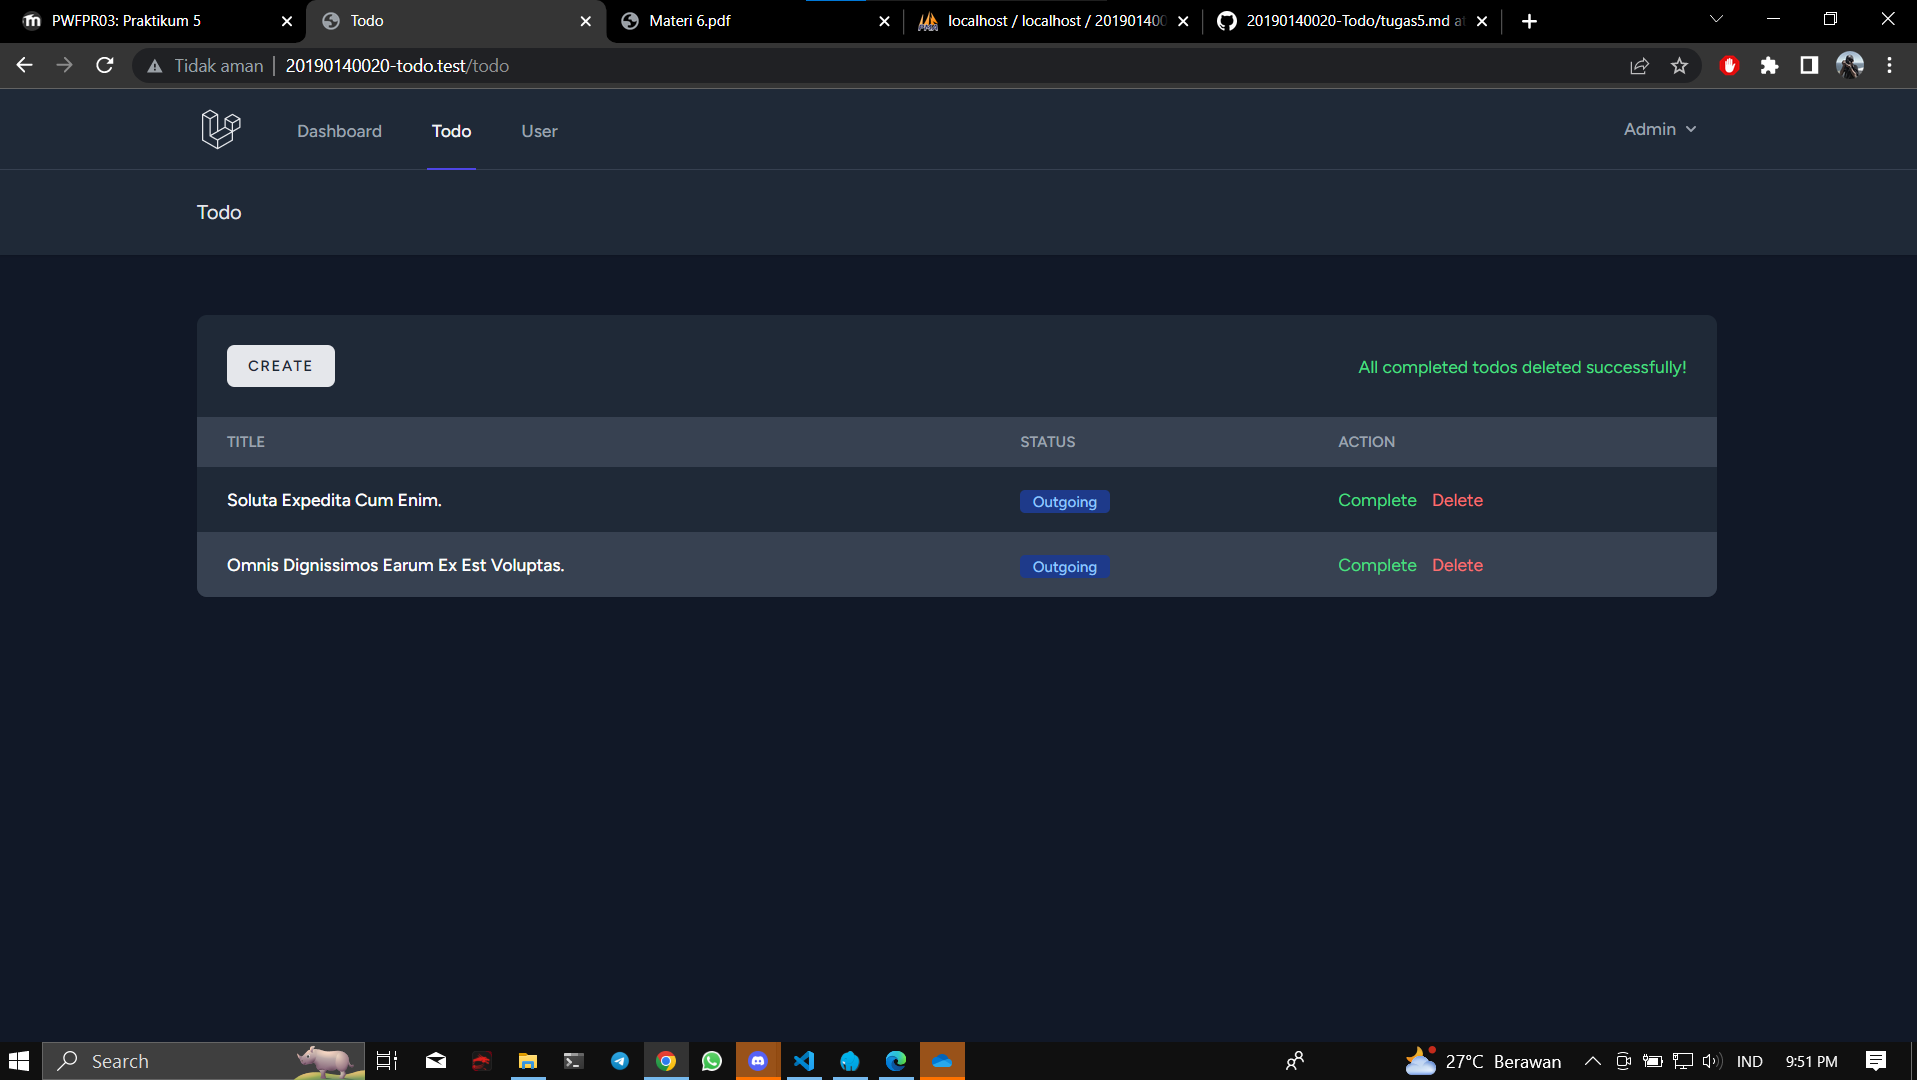 PWFPR03: Praktikum 5
Todo
Materi 6.pdf
localhost / localhost / 20190140
20190140020-Todo/tugas5.md
Tidak aman
20190140020-todo.test/todo
Dashboard
Todo
User
Admin
Todo
CREATE
All completed todos deleted successfully!
TITLE STATUS ACTION
Soluta Expedita Cum Enim. Outgoing Complete Delete
Omnis Dignissimos Earum Ex Est Voluptas. Outgoing Complete Delete
Search
27°C Berawan
IND
9:51 PM